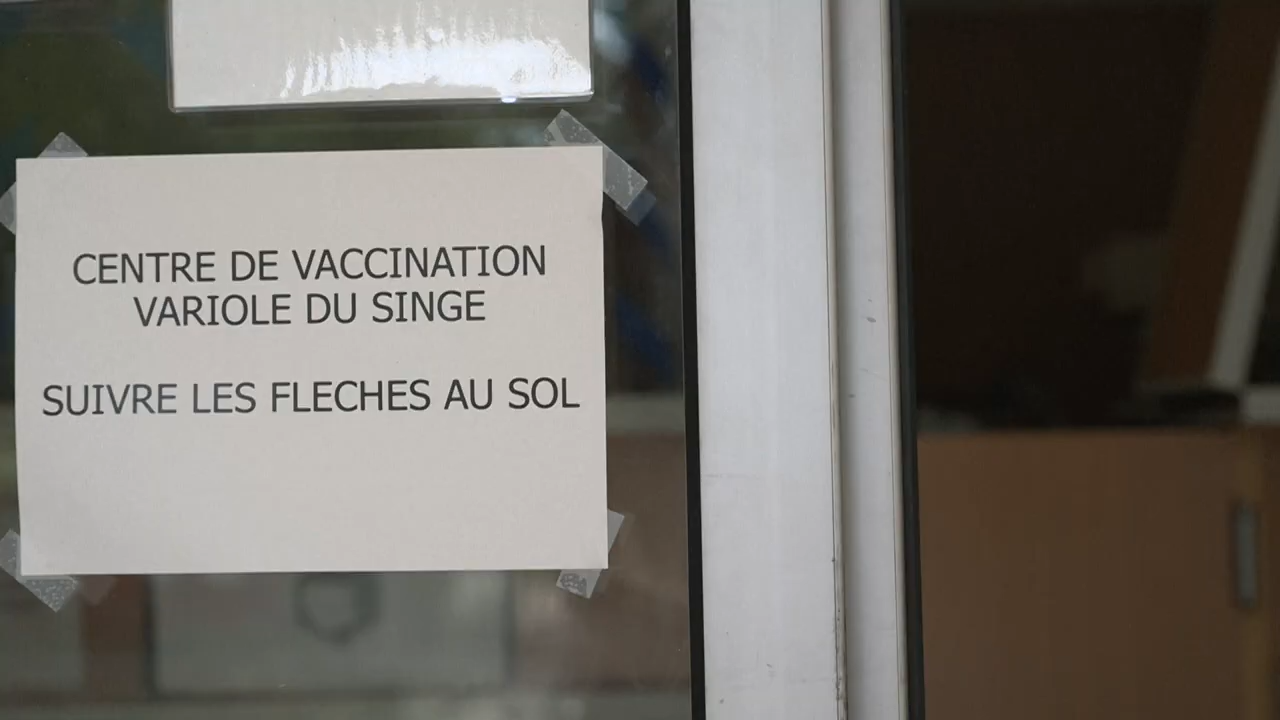 CENTRE DE VACCINATION
VARIOLE DU SINGE
SUIVRE LES FLECHES AU SOL